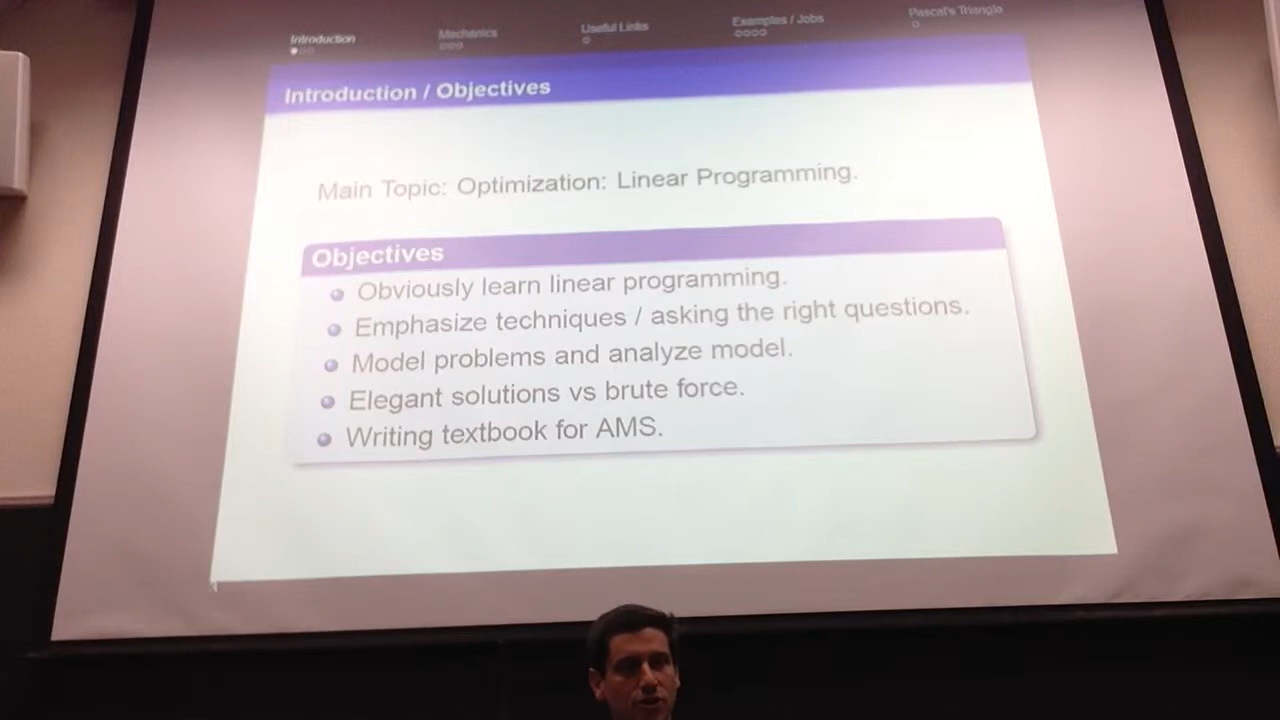 Introduction
Mechanics
Useful Links
Examples / Jobs
Pascal's Triangle
Introduction / Objectives
Main Topic: Optimization: Linear Programming.
Objectives
Obviously learn linear programming.
Emphasize techniques / asking the right questions.
Model problems and analyze model.
Elegant solutions vs brute force.
Writing textbook for AMS.